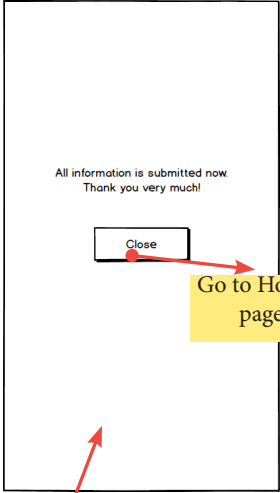 All information is submitted now.
Thank you very much!
Close
Go to Ho
page